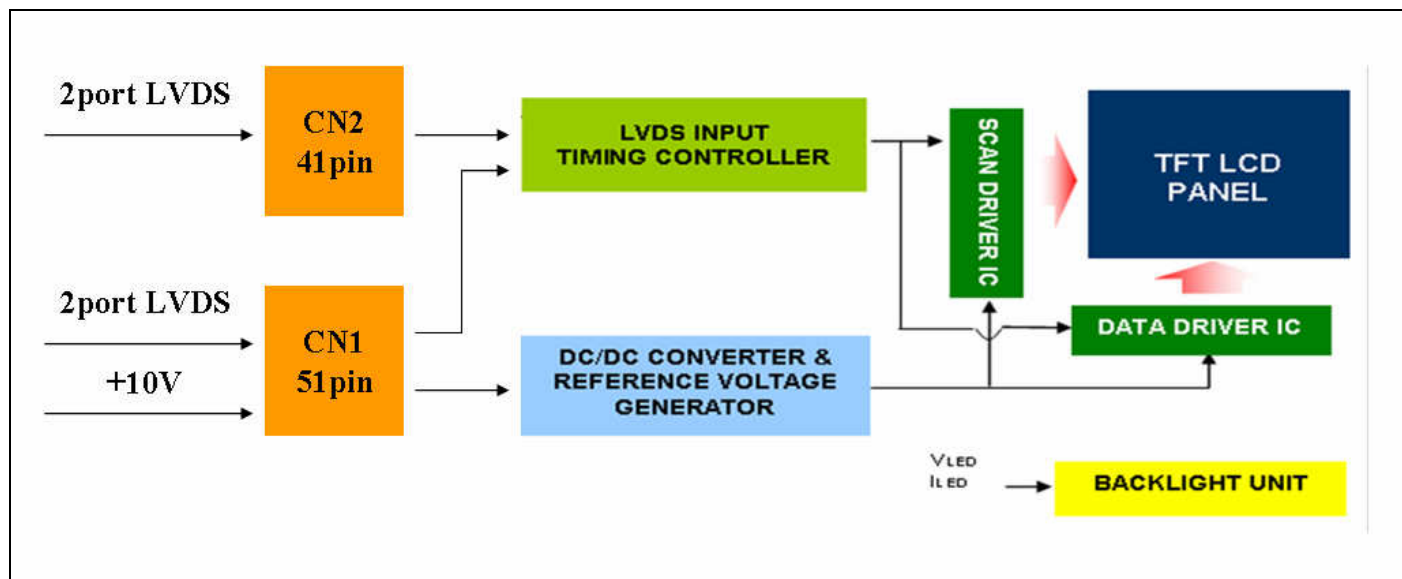 2port LVDS
CN2
41pin
LVDS INPUT
TIMING CONTROLLER
SCAN DRIVER IC
TFT LCD
PANEL
2port LVDS
+10V
CN1
51pin
DC/DC CONVERTER &
REFERENCE VOLTAGE
GENERATOR
DATA DRIVER IC
VLED
ILED
BACKLIGHT UNIT